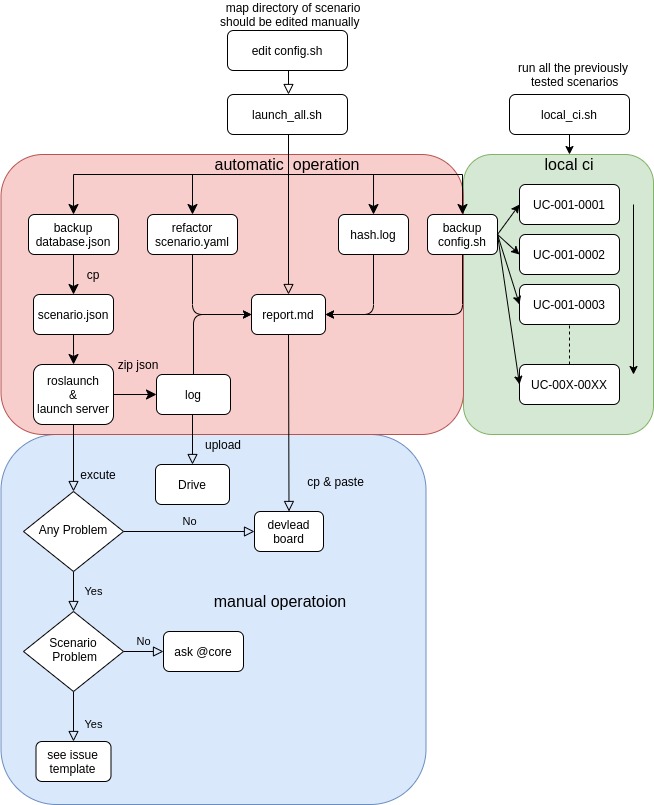 map directory of scenario
should be edited manually
edit config.sh
launch_all.sh
run all the previously
tested scenarios
local_ci.sh
automatic operation
local ci
backup
database.json
refactor
scenario.yaml
hash.log
backup
config.sh
UC-001-0001
UC-001-0002
UC-001-0003
UC-00X-00XX
cp
scenario.json
report.md
zip json
roslaunch
&
launch server
log
upload
excute
Drive
cp & paste
Any Problem
No
devlead
board
Yes
manual operatoion
Scenario
Problem
No
ask @core
Yes
see issue
template